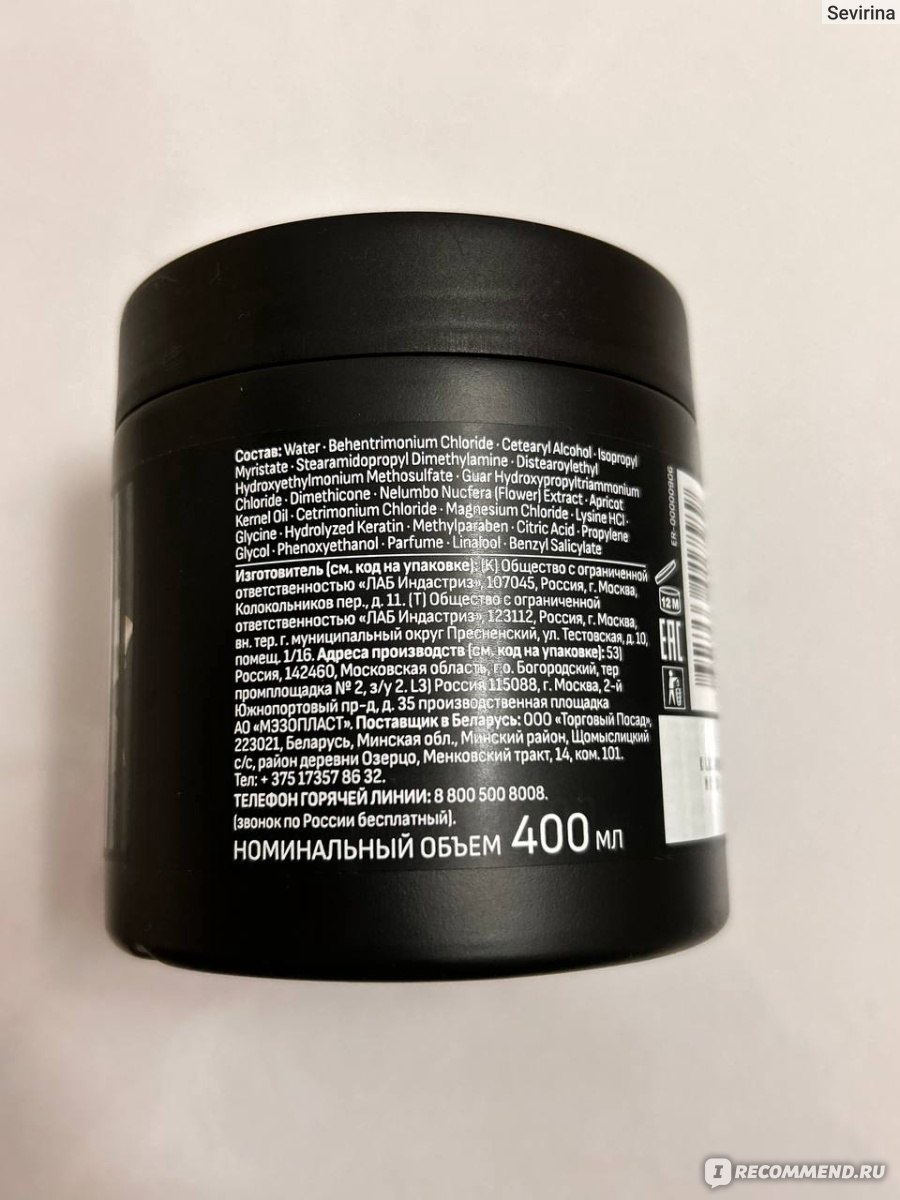 Sevirina
Состав: Water · Behentrimonium Chloride · Cetearyl Alcohol · Isopropyl
Myristate · Stearamidopropyl Dimethylamine · Distearoylethyl
Hydroxyethylmonium Methosulfate · Guar Hydroxypropyltriammonium
Chloride · Dimethicone · Nelumbo Nucfera (Flower) Extract · Apricot
Kernel Oil · Cetrimonium Chloride · Magnesium Chloride · Lysine HCl ·
Glycine · Hydrolyzed Keratin · Methylparaben · Citric Acid · Propylene
Glycol · Phenoxyethanol · Parfume · Linalool · Benzyl Salicylate
Изготовитель (см. код на упаковке): (К) Общество с ограниченной
ответственностью «ЛАБ Индастриз», 107045, Россия, г. Москва,
Колокольников пер., д. 11. (Т) Общество с ограниченной
ответственностью «ЛАБ Индастриз», 123112, Россия, г. Москва,
вн. тер. г. муниципальный округ Пресненский, ул. Тестовская, д. 10,
помещ. 1/16. Адреса производств (см. код на упаковке): 53)
Россия, 142460, Московская область, г.о. Богородский, тер
промплощадка № 2, з/у 2. L3) Россия 115088, г. Москва, 2-й
Южнопортовый пр-д, д. 35 производственная площадка
АО «МЭЗОПЛАСТ». Поставщик в Беларусь: ООО «Торговый Посад»,
223021, Беларусь, Минская обл., Минский район, Щомыслицкий
с/с, район деревни Озерцо, Менковский тракт, 14, ком. 101.
Тел: + 375 17357 86 32.
ТЕЛЕФОН ГОРЯЧЕЙ ЛИНИИ: 8 800 500 8008.
(звонок по России бесплатный).
НОМИНАЛЬНЫЙ ОБЪЕМ 400 МЛ
ER-00000906
12 M
EAC
IRECOMMEND.RU